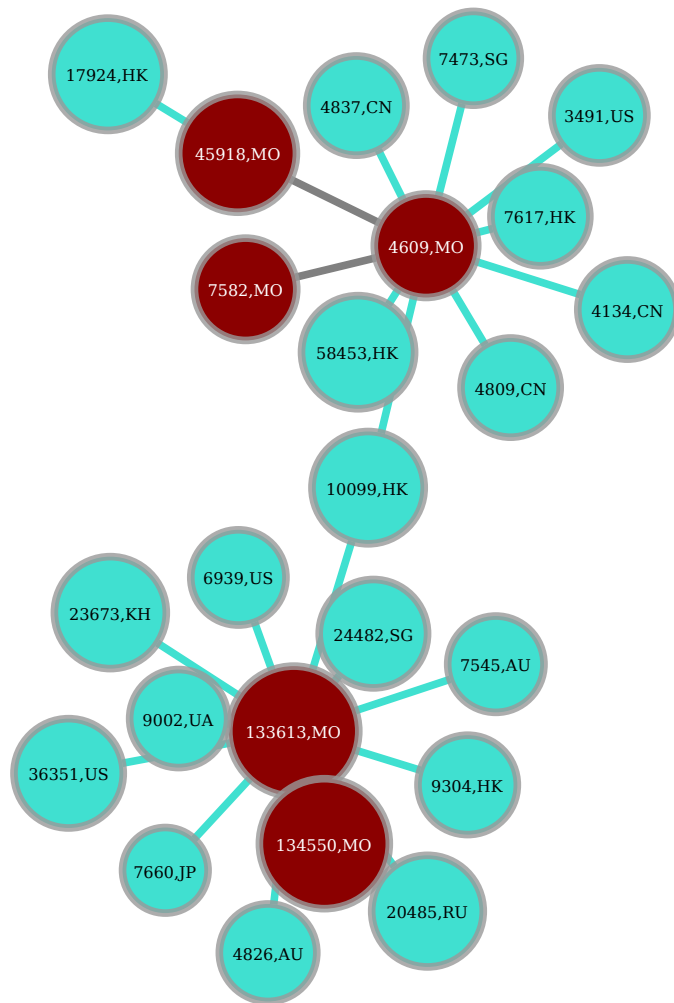 7473,SG
17924,HK
4837,CN
3491,US
45918,MO
7617,HK
4609,MO
7582,MO
4134,CN
58453,HK
4809,CN
10099,HK
6939,US
23673,KH
24482,SG
7545,AU
9002,UA
133613,MO
36351,US
9304,HK
134550,MO
7660,JP
20485,RU
4826,AU